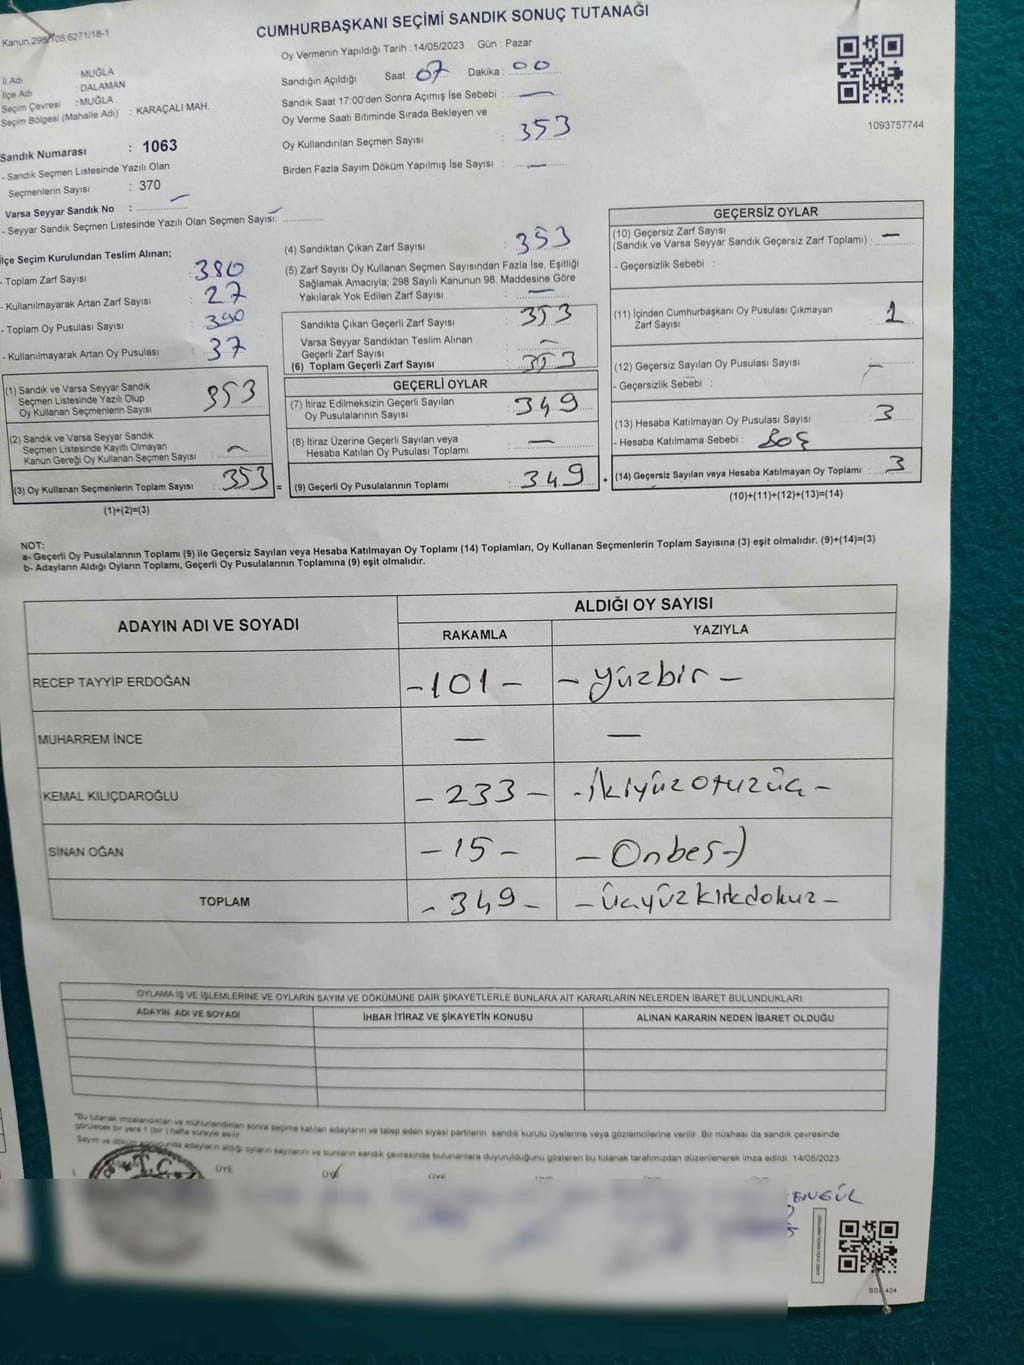 Kanun,298/105,6271/18-1
CUMHURBAŞKANI SEÇİMİ SANDIK SONUÇ TUTANAĞI
İl Adı : MUĞLA
İlçe Adı : DALAMAN
Seçim Çevresi : MUĞLA
Seçim Bölgesi (Mahalle Adı) : KARAÇALI MAH.
Sandık Numarası : 1063
- Sandık Seçmen Listesinde Yazılı Olan
Seçmenlerin Sayısı : 370
Varsa Seyyar Sandık No : —
- Seyyar Sandık Seçmen Listesinde Yazılı Olan Seçmen Sayısı: —
Oy Vermenin Yapıldığı Tarih : 14/05/2023 Gün : Pazar
Sandığın Açıldığı Saat : 07 Dakika : 00
Sandık Saat 17:00'den Sonra Açımış İse Sebebi : —
Oy Verme Saati Bitiminde Sırada Bekleyen ve
Oy Kullandırılan Seçmen Sayısı : 353
Birden Fazla Sayım Döküm Yapılmış İse Sayısı : —
1093757744
İlçe Seçim Kurulundan Teslim Alınan;
- Toplam Zarf Sayısı : 380
- Kullanılmayarak Artan Zarf Sayısı : 27
- Toplam Oy Pusulası Sayısı : 390
- Kullanılmayarak Artan Oy Pusulası : 37
(1) Sandık ve Varsa Seyyar Sandık
Seçmen Listesinde Yazılı Olup
Oy Kullanan Seçmenlerin Sayısı : 353
(2) Sandık ve Varsa Seyyar Sandık
Seçmen Listesinde Kayıtlı Olmayan
Kanun Gereği Oy Kullanan Seçmen Sayısı : —
(3) Oy Kullanan Seçmenlerin Toplam Sayısı : 353 =
(1)+(2)=(3)
(4) Sandıktan Çıkan Zarf Sayısı : 353
(5) Zarf Sayısı Oy Kullanan Seçmen Sayısından Fazla İse, Eşitliği
Sağlamak Amacıyla; 298 Sayılı Kanunun 98. Maddesine Göre
Yakılarak Yok Edilen Zarf Sayısı : —
Sandıkta Çıkan Geçerli Zarf Sayısı : 353
Varsa Seyyar Sandıktan Teslim Alınan
Geçerli Zarf Sayısı : —
(6) Toplam Geçerli Zarf Sayısı : 353
GEÇERLİ OYLAR
(7) İtiraz Edilmeksizin Geçerli Sayılan
Oy Pusulalarının Sayısı : 349
(8) İtiraz Üzerine Geçerli Sayılan veya
Hesaba Katılan Oy Pusulası Toplamı : —
(9) Geçerli Oy Pusulalarının Toplamı : 349 +
GEÇERSİZ OYLAR
(10) Geçersiz Zarf Sayısı
(Sandık ve Varsa Seyyar Sandık Geçersiz Zarf Toplamı) : —
- Geçersizlik Sebebi :
(11) İçinden Cumhurbaşkanı Oy Pusulası Çıkmayan
Zarf Sayısı : 1
(12) Geçersiz Sayılan Oy Pusulası Sayısı : —
- Geçersizlik Sebebi :
(13) Hesaba Katılmayan Oy Pusulası Sayısı : 3
- Hesaba Katılmama Sebebi : Boş
(14) Geçersiz Sayılan veya Hesaba Katılmayan Oy Toplamı : 3
(10)+(11)+(12)+(13)=(14)
NOT:
a- Geçerli Oy Pusulalarının Toplamı (9) ile Geçersiz Sayılan veya Hesaba Katılmayan Oy Toplamı (14) Toplamları, Oy Kullanan Seçmenlerin Toplam Sayısına (3) eşit olmalıdır. (9)+(14)=(3)
b- Adayların Aldığı Oyların Toplamı, Geçerli Oy Pusulalarının Toplamına (9) eşit olmalıdır.
ADAYIN ADI VE SOYADI
ALDIĞI OY SAYISI
RAKAMLA YAZIYLA
RECEP TAYYİP ERDOĞAN -101- -yüzbir-
MUHARREM İNCE — —
KEMAL KILIÇDAROĞLU -233- -İkiyüzotuzüç-
SİNAN OĞAN -15- -Onbeş-
TOPLAM -349- -üçyüzkırkdokuz-
OYLAMA İŞ VE İŞLEMLERİNE VE OYLARIN SAYIM VE DÖKÜMÜNE DAİR ŞİKAYETLERLE BUNLARA AİT KARARLARIN NELERDEN İBARET BULUNDUKLARI
ADAYIN ADI VE SOYADI İHBAR İTİRAZ VE ŞİKAYETİN KONUSU ALINAN KARARIN NEDEN İBARET OLDUĞU
"Bu tutanak imzalandıktan ve mühürlendikten sonra seçime katılan adayların ve talep eden siyasi partilerin sandık kurulu üyelerine veya gözlemcilerine verilir. Bir nüshası da sandık çevresinde
görülecek bir yere 1 (bir) hafta süreyle asılır.
Sayım ve döküm sonucunda adayların aldığı oyların sayılarını ve bunların sandık çevresinde bulunanlara duyurulduğunu gösteren bu tutanak tarafımızdan düzenlenerek imza edildi. 14/05/2023
T.C.
ÜYE ÜYE ÜYE
ENGÜL
404